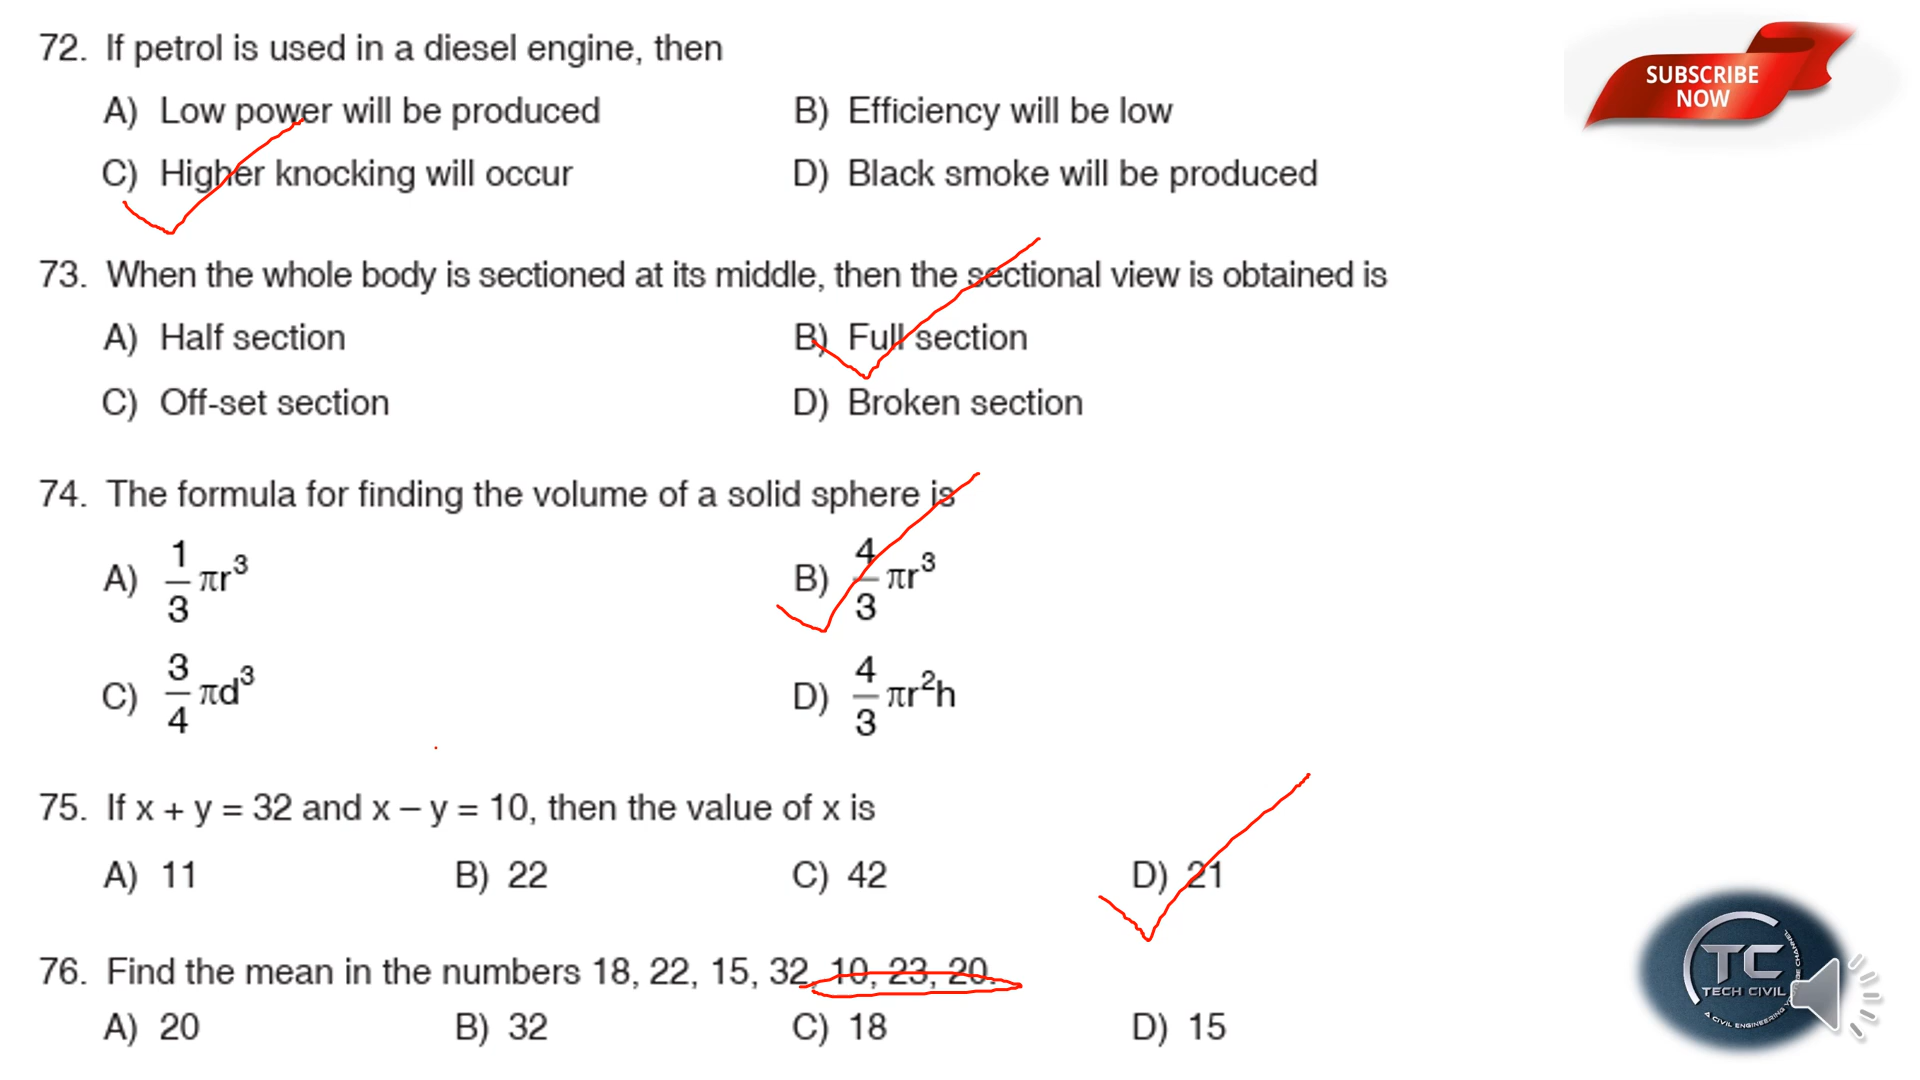 72. If petrol is used in a diesel engine, then
A) Low power will be produced B) Efficiency will be low
C) Higher knocking will occur D) Black smoke will be produced
73. When the whole body is sectioned at its middle, then the sectional view is obtained is
A) Half section B) Full section
C) Off-set section D) Broken section
74. The formula for finding the volume of a solid sphere is
A) 1/3 πr³ B) 4/3 πr³
C) 3/4 πd³ D) 4/3 πr²h
75. If x + y = 32 and x – y = 10, then the value of x is
A) 11 B) 22 C) 42 D) 21
76. Find the mean in the numbers 18, 22, 15, 32, 10, 23, 20.
A) 20 B) 32 C) 18 D) 15
SUBSCRIBE
NOW
TC
TECH CIVIL
A CIVIL ENGINEERING
CHANNEL